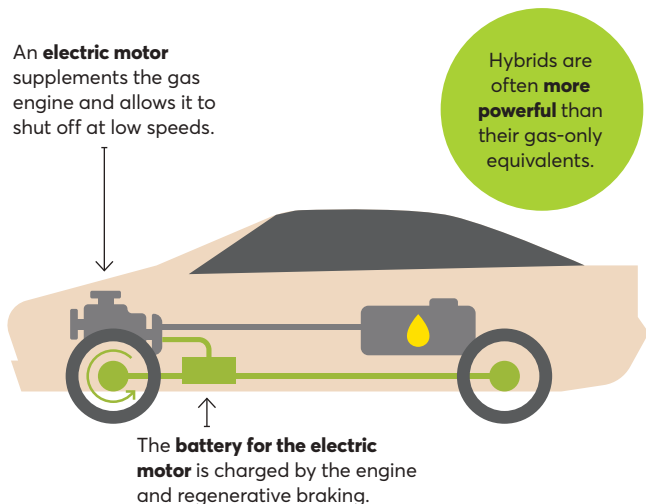 An electric motor
supplements the gas
engine and allows it to
shut off at low speeds.
Hybrids are
often more
powerful than
their gas-only
equivalents.
The battery for the electric
motor is charged by the engine
and regenerative braking.